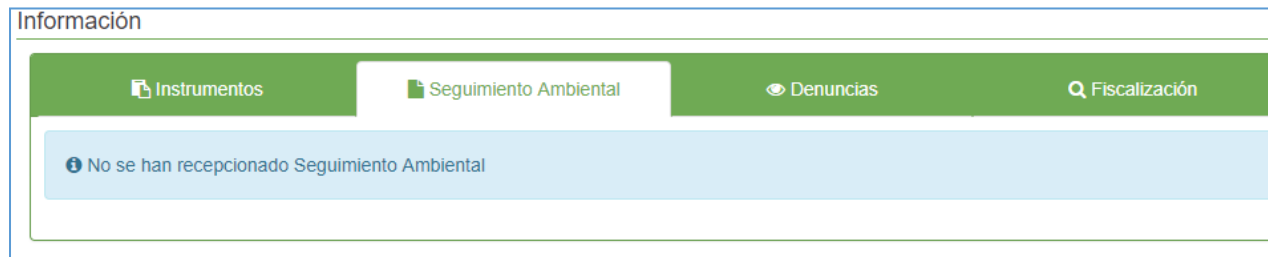 Información
Instrumentos
Seguimiento Ambiental
Denuncias
Fiscalización
No se han recepcionado Seguimiento Ambiental